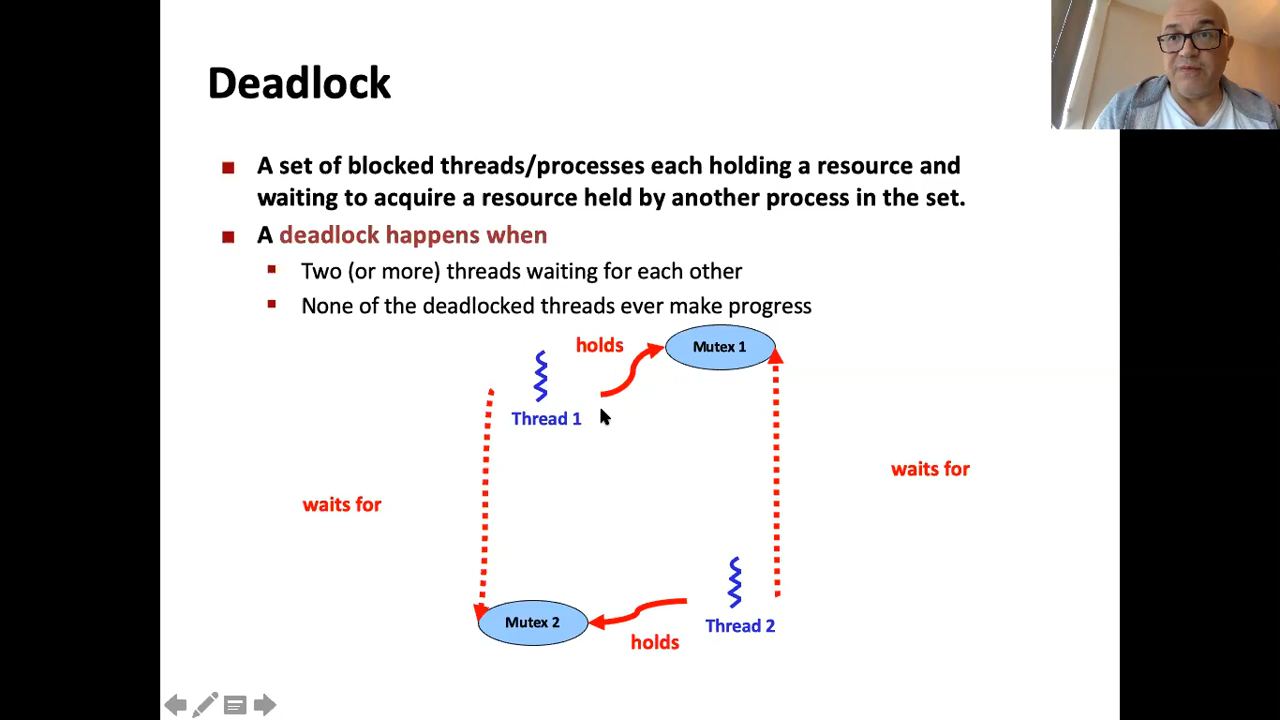 Deadlock
A set of blocked threads/processes each holding a resource and
waiting to acquire a resource held by another process in the set.
A deadlock happens when
Two (or more) threads waiting for each other
None of the deadlocked threads ever make progress
holds
Mutex 1
Thread 1
waits for
waits for
Mutex 2
Thread 2
holds